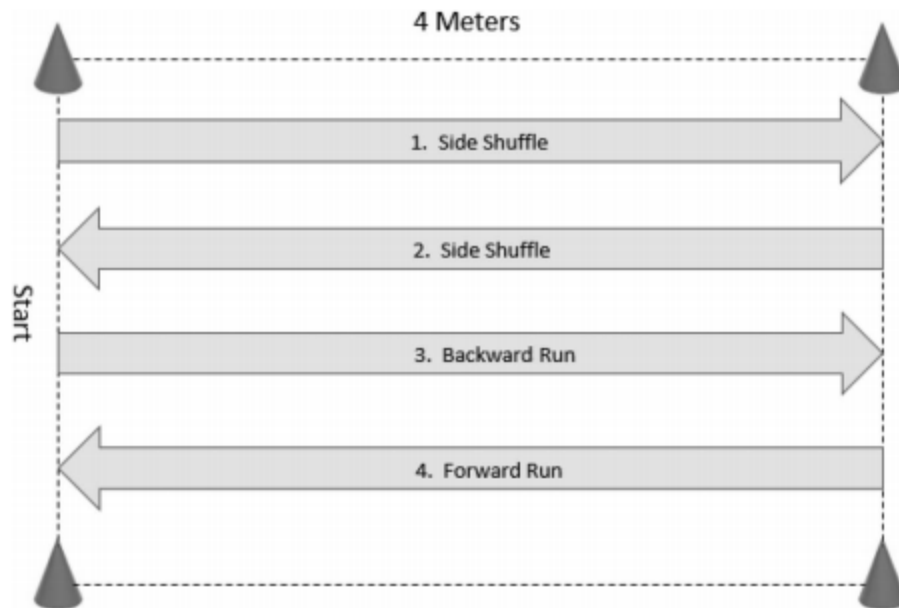 4 Meters
1. Side Shuffle
2. Side Shuffle
Start
3. Backward Run
4. Forward Run